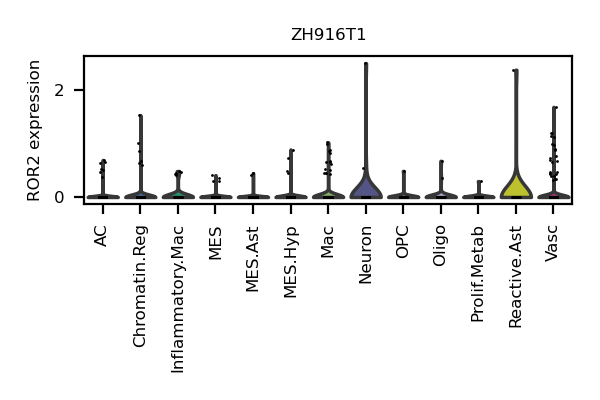 ZH916T1
ROR2 expression
2
0
AC
Chromatin.Reg
Inflammatory.Mac
MES
MES.Ast
MES.Hyp
Mac
Neuron
OPC
Oligo
Prolif.Metab
Reactive.Ast
Vasc